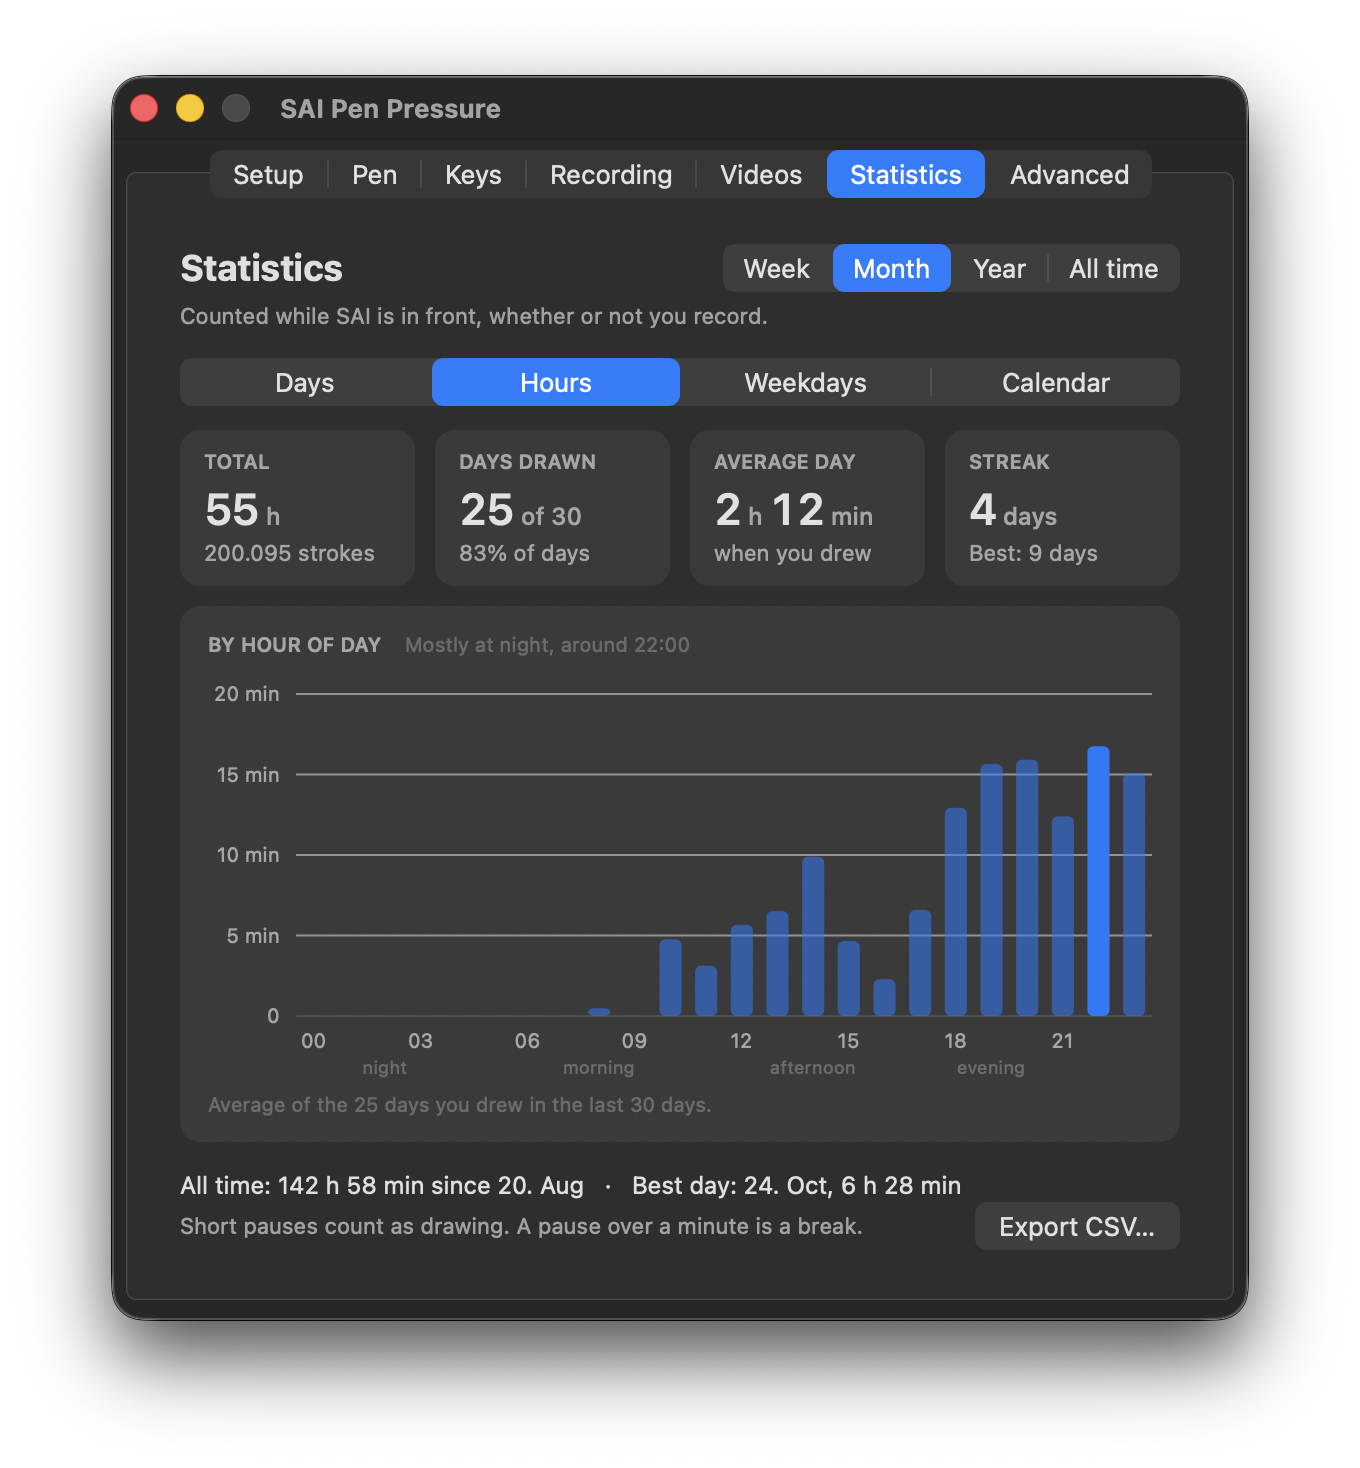 SAI Pen Pressure
Setup Pen Keys Recording Videos Statistics Advanced
Statistics
Week Month Year All time
Counted while SAI is in front, whether or not you record.
Days Hours Weekdays Calendar
TOTAL
55 h
200.095 strokes
DAYS DRAWN
25 of 30
83% of days
AVERAGE DAY
2 h 12 min
when you drew
STREAK
4 days
Best: 9 days
BY HOUR OF DAY Mostly at night, around 22:00
20 min
15 min
10 min
5 min
0
00 03 06 09 12 15 18 21
night morning afternoon evening
Average of the 25 days you drew in the last 30 days.
All time: 142 h 58 min since 20. Aug · Best day: 24. Oct, 6 h 28 min
Short pauses count as drawing. A pause over a minute is a break.
Export CSV...